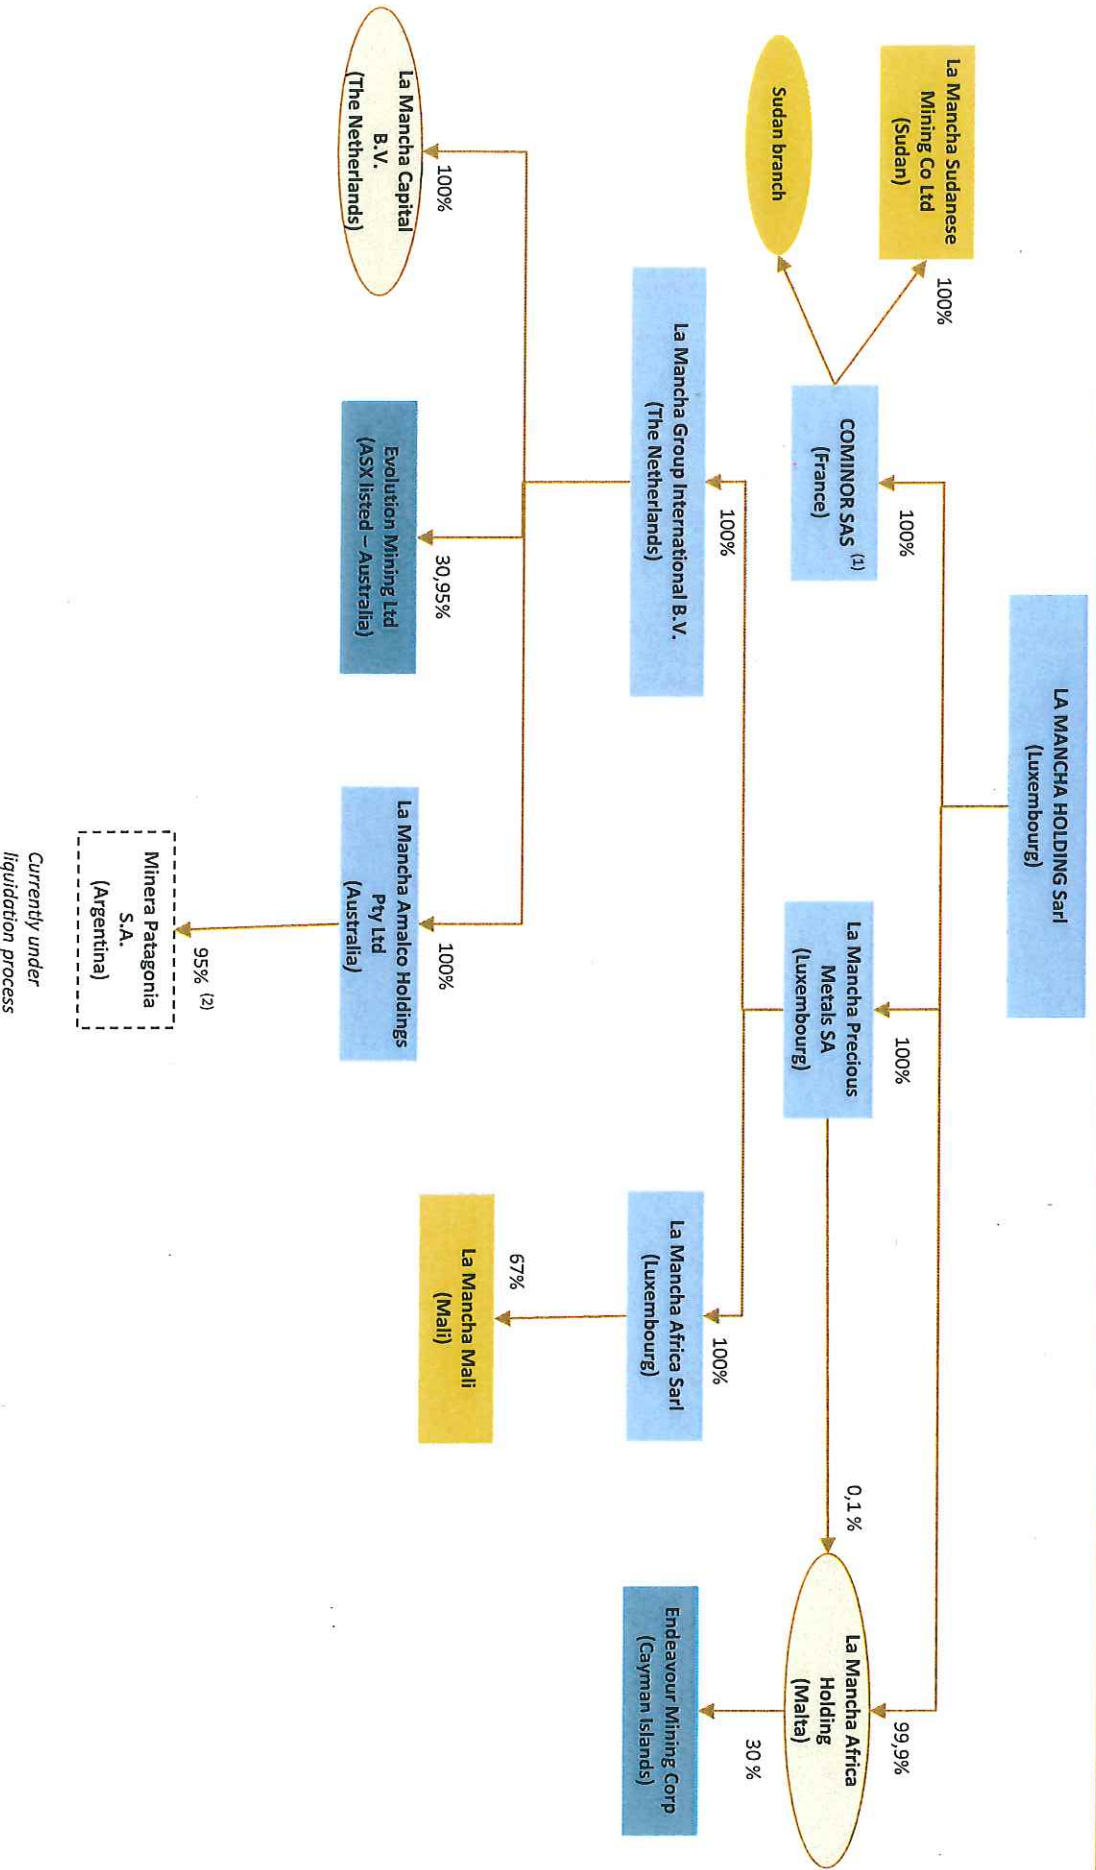 LA MANCHA HOLDING Sarl
(Luxembourg)
100%
100%
99,9%
La Mancha Sudanese
Mining Co Ltd
(Sudan)
100%
Sudan branch
COMINOR SAS (1)
(France)
La Mancha Precious
Metals SA
(Luxembourg)
0,1 %
La Mancha Africa
Holding
(Malta)
100%
100%
30 %
La Mancha Group International B.V.
(The Netherlands)
La Mancha Africa Sarl
(Luxembourg)
Endeavour Mining Corp
(Cayman Islands)
67%
La Mancha Mali
(Mali)
100%
30,95%
100%
La Mancha Capital
B.V.
(The Netherlands)
Evolution Mining Ltd
(ASX listed – Australia)
La Mancha Amalco Holdings
Pty Ltd
(Australia)
95% (2)
Minera Patagonia
S.A.
(Argentina)
Currently under
liquidation process